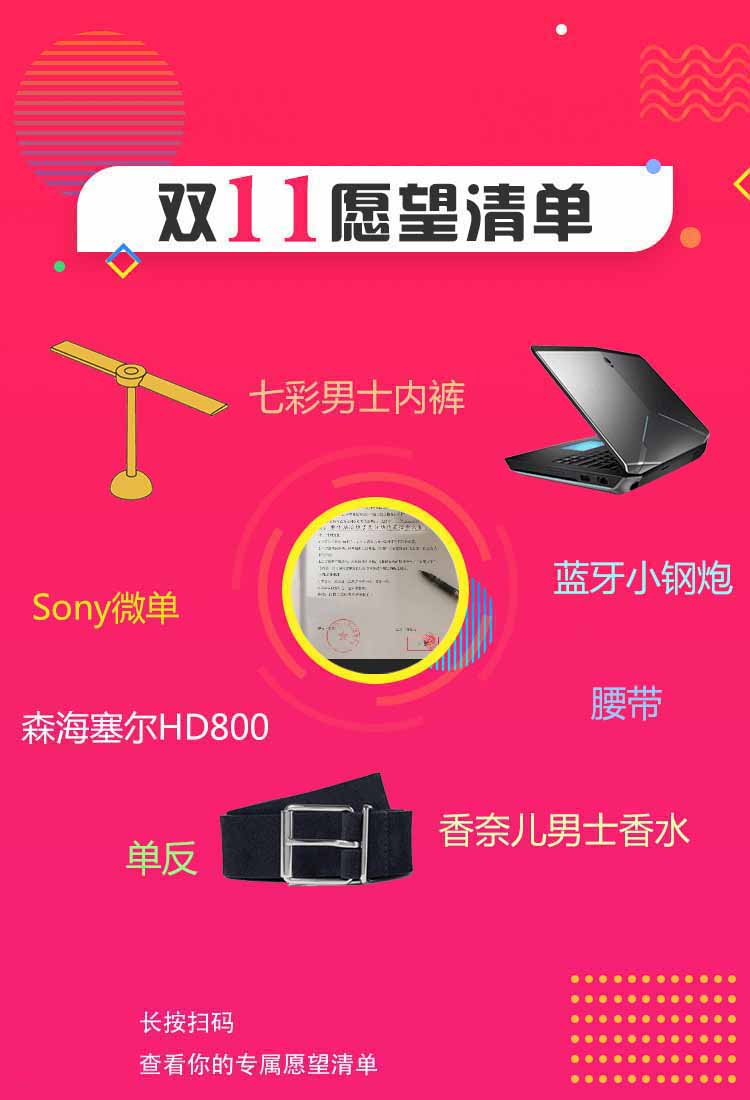 双11愿望清单
七彩男士内裤
蓝牙小钢炮
Sony微单
腰带
森海塞尔HD800
香奈儿男士香水
单反
长按扫码
查看你的专属愿望清单